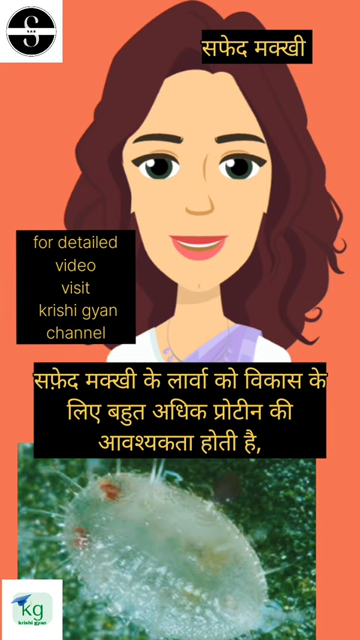 S
सफेद मक्खी
for detailed
video
visit
krishi gyan
channel
सफ़ेद मक्खी के लार्वा को विकास के
लिए बहुत अधिक प्रोटीन की
आवश्यकता होती है,
kg
krishi gyan